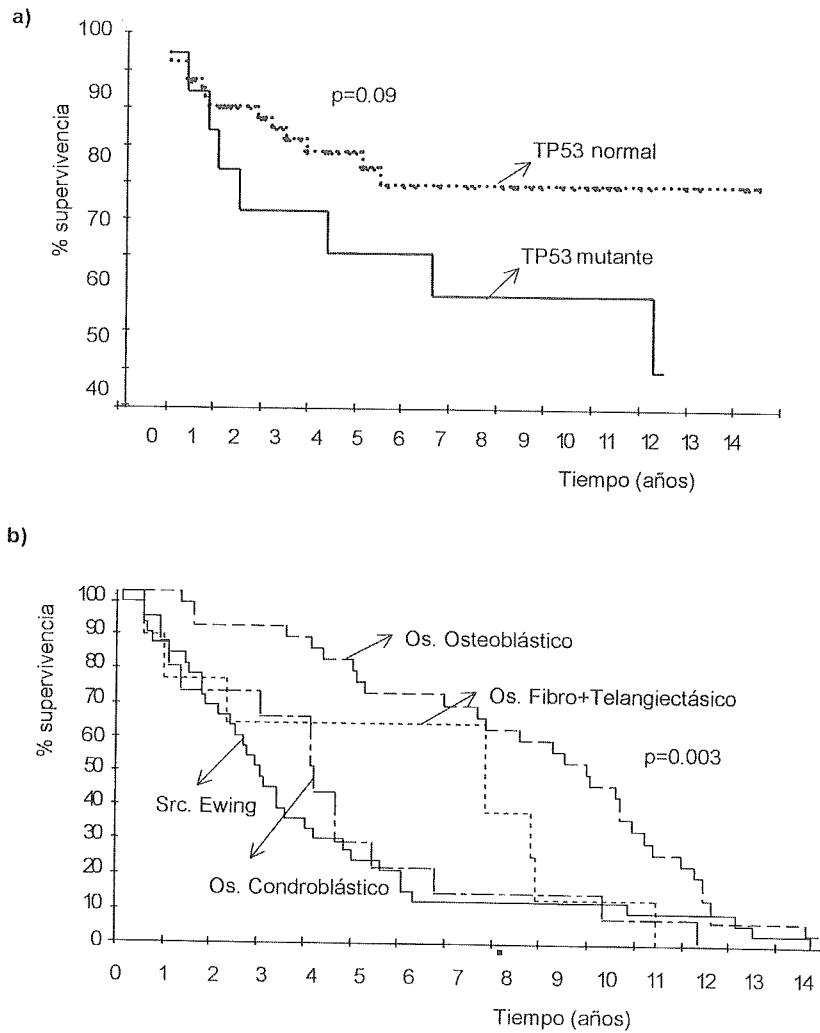 a)
100
90
80
70
60
50
40
% supervivencia
p=0.09
TP53 normal
TP53 mutante
0 1 2 3 4 5 6 7 8 9 10 11 12 13 14
Tiempo (años)
b)
100
90
80
70
60
50
40
30
20
10
0
% supervivencia
Os. Osteoblástico
Os. Fibro+Telangiectásico
p=0.003
Src. Ewing
Os. Condroblástico
0 1 2 3 4 5 6 7 8 9 10 11 12 13 14
Tiempo (años)